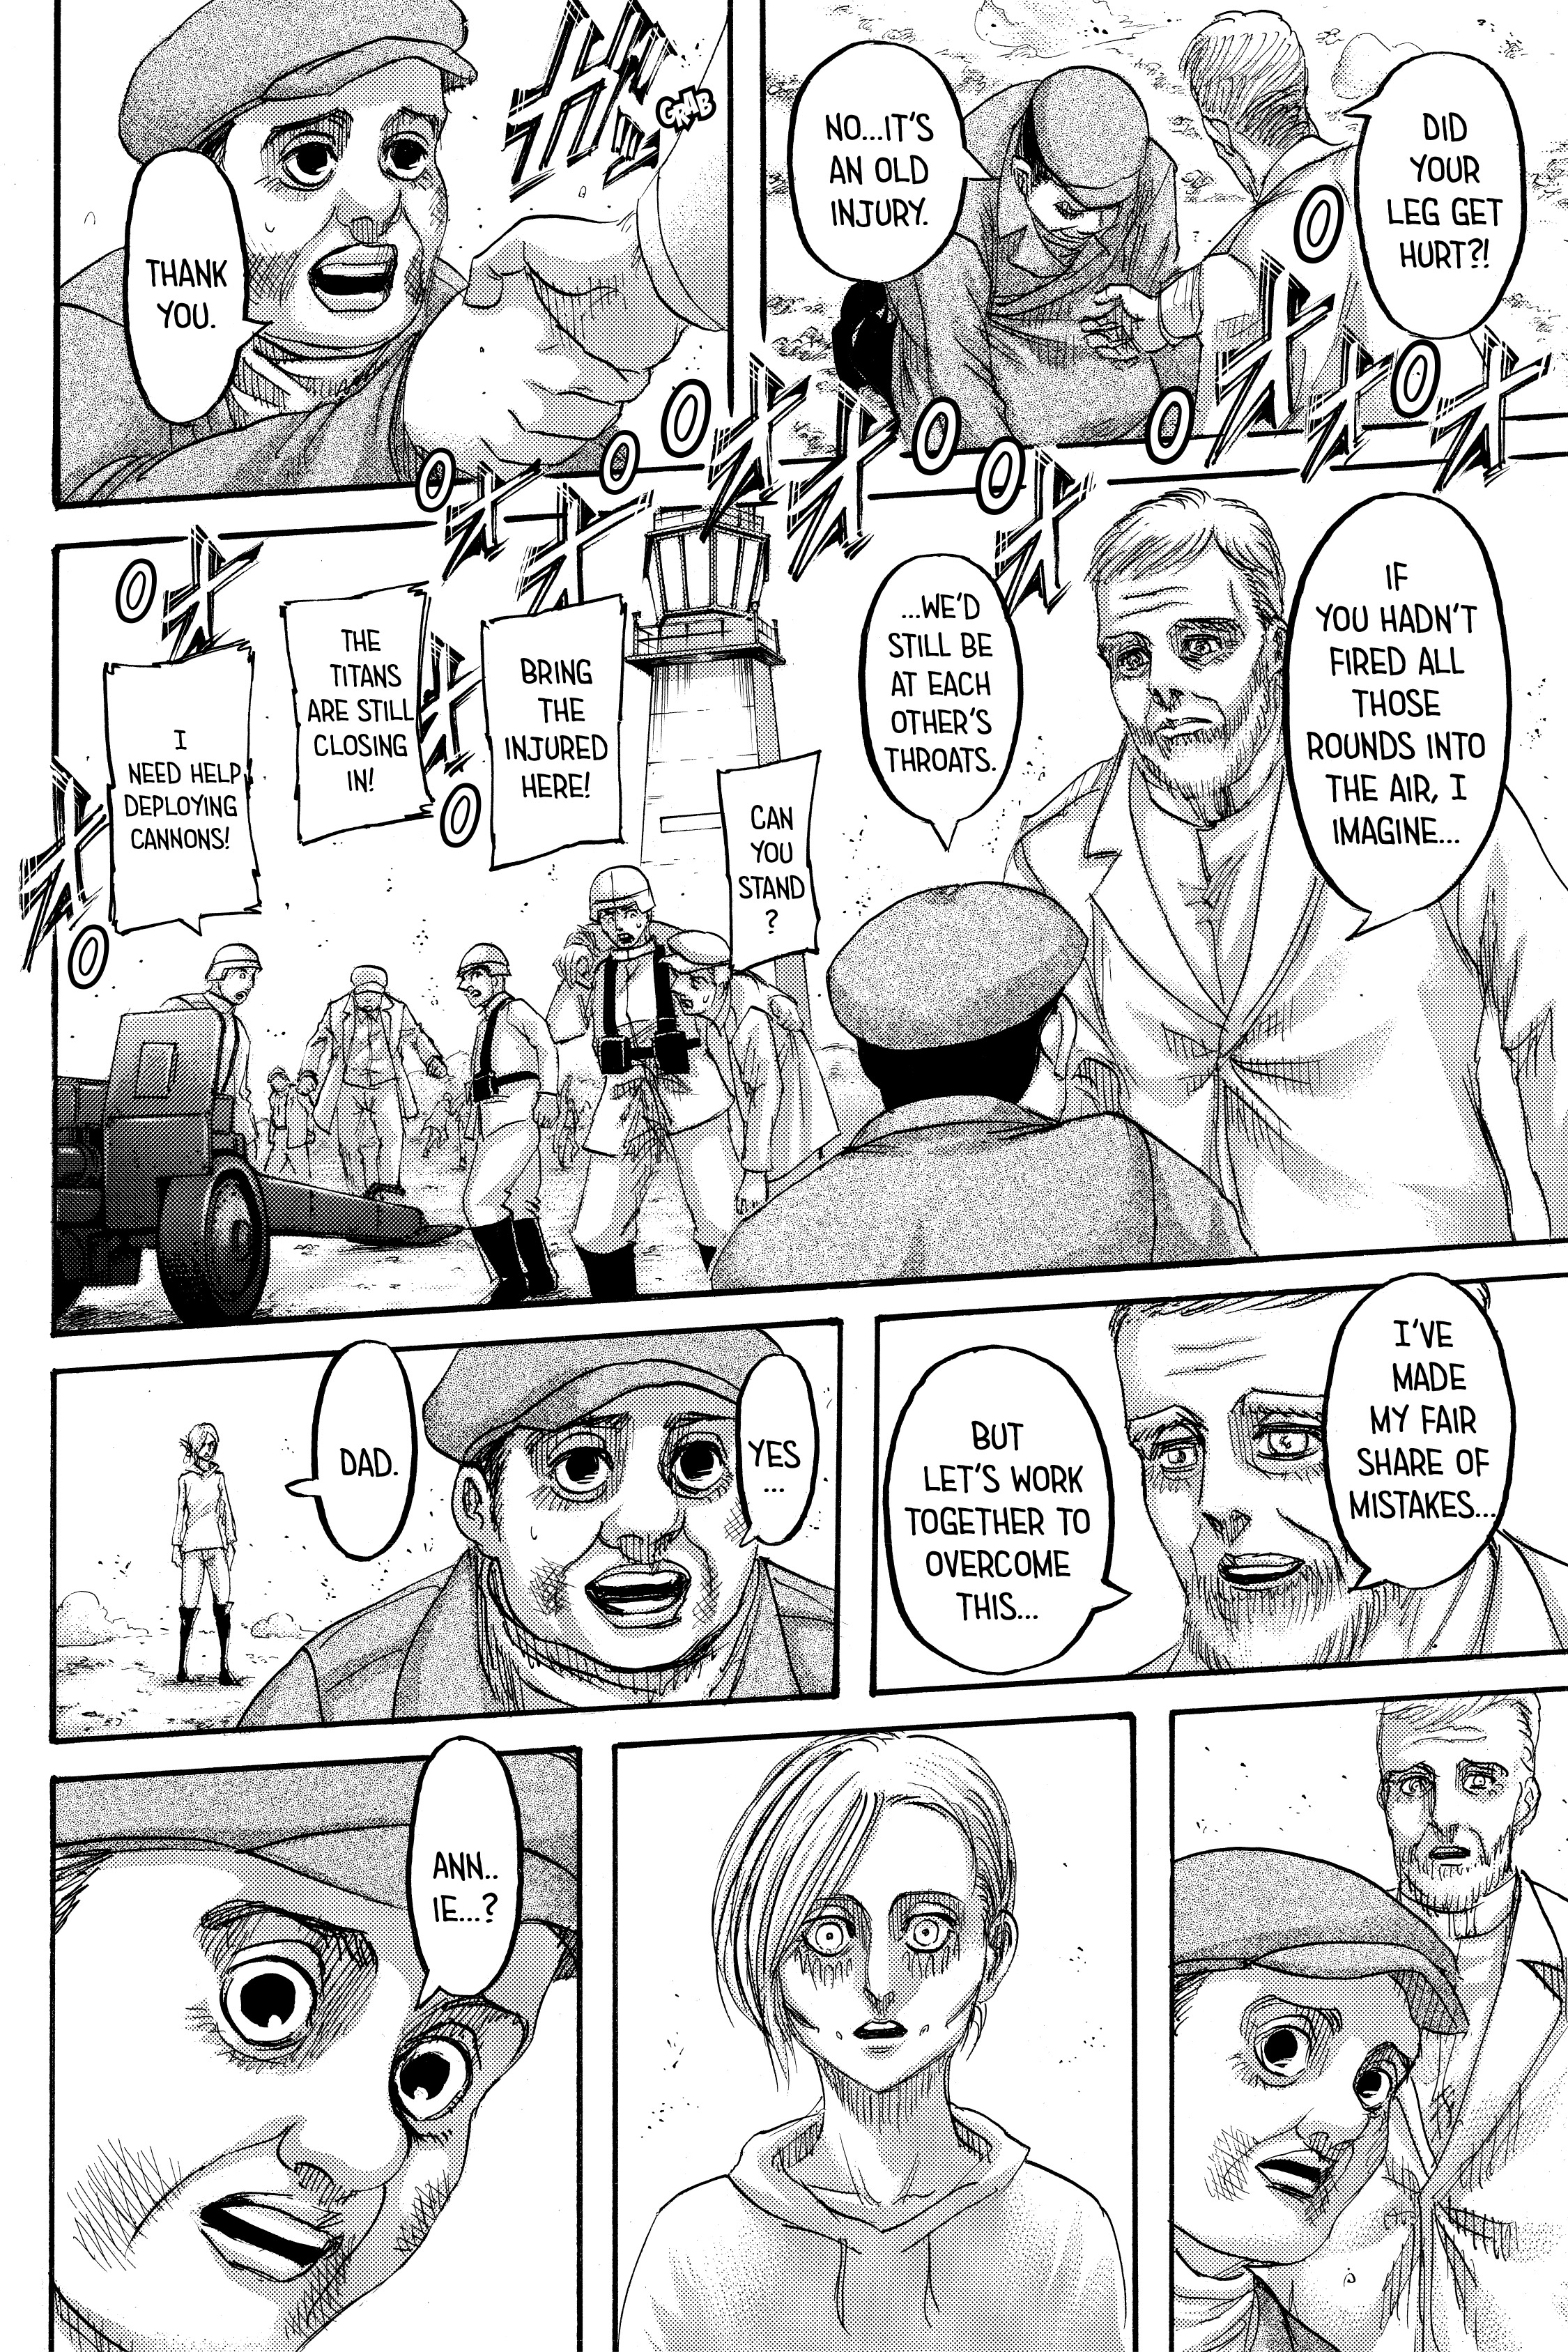 DID
YOUR
LEG GET
HURT?!
NO...IT'S
AN OLD
INJURY.
ガッ
GRAB
THANK
YOU.
IF
YOU HADN'T
FIRED ALL
THOSE
ROUNDS INTO
THE AIR, I
IMAGINE...
...WE'D
STILL BE
AT EACH
OTHER'S
THROATS.
CAN
YOU
STAND
?
BRING
THE
INJURED
HERE!
THE
TITANS
ARE STILL
CLOSING
IN!
I
NEED HELP
DEPLOYING
CANNONS!
I'VE
MADE
MY FAIR
SHARE OF
MISTAKES...
BUT
LET'S WORK
TOGETHER TO
OVERCOME
THIS...
YES
...
DAD.
ANN..
IE...?